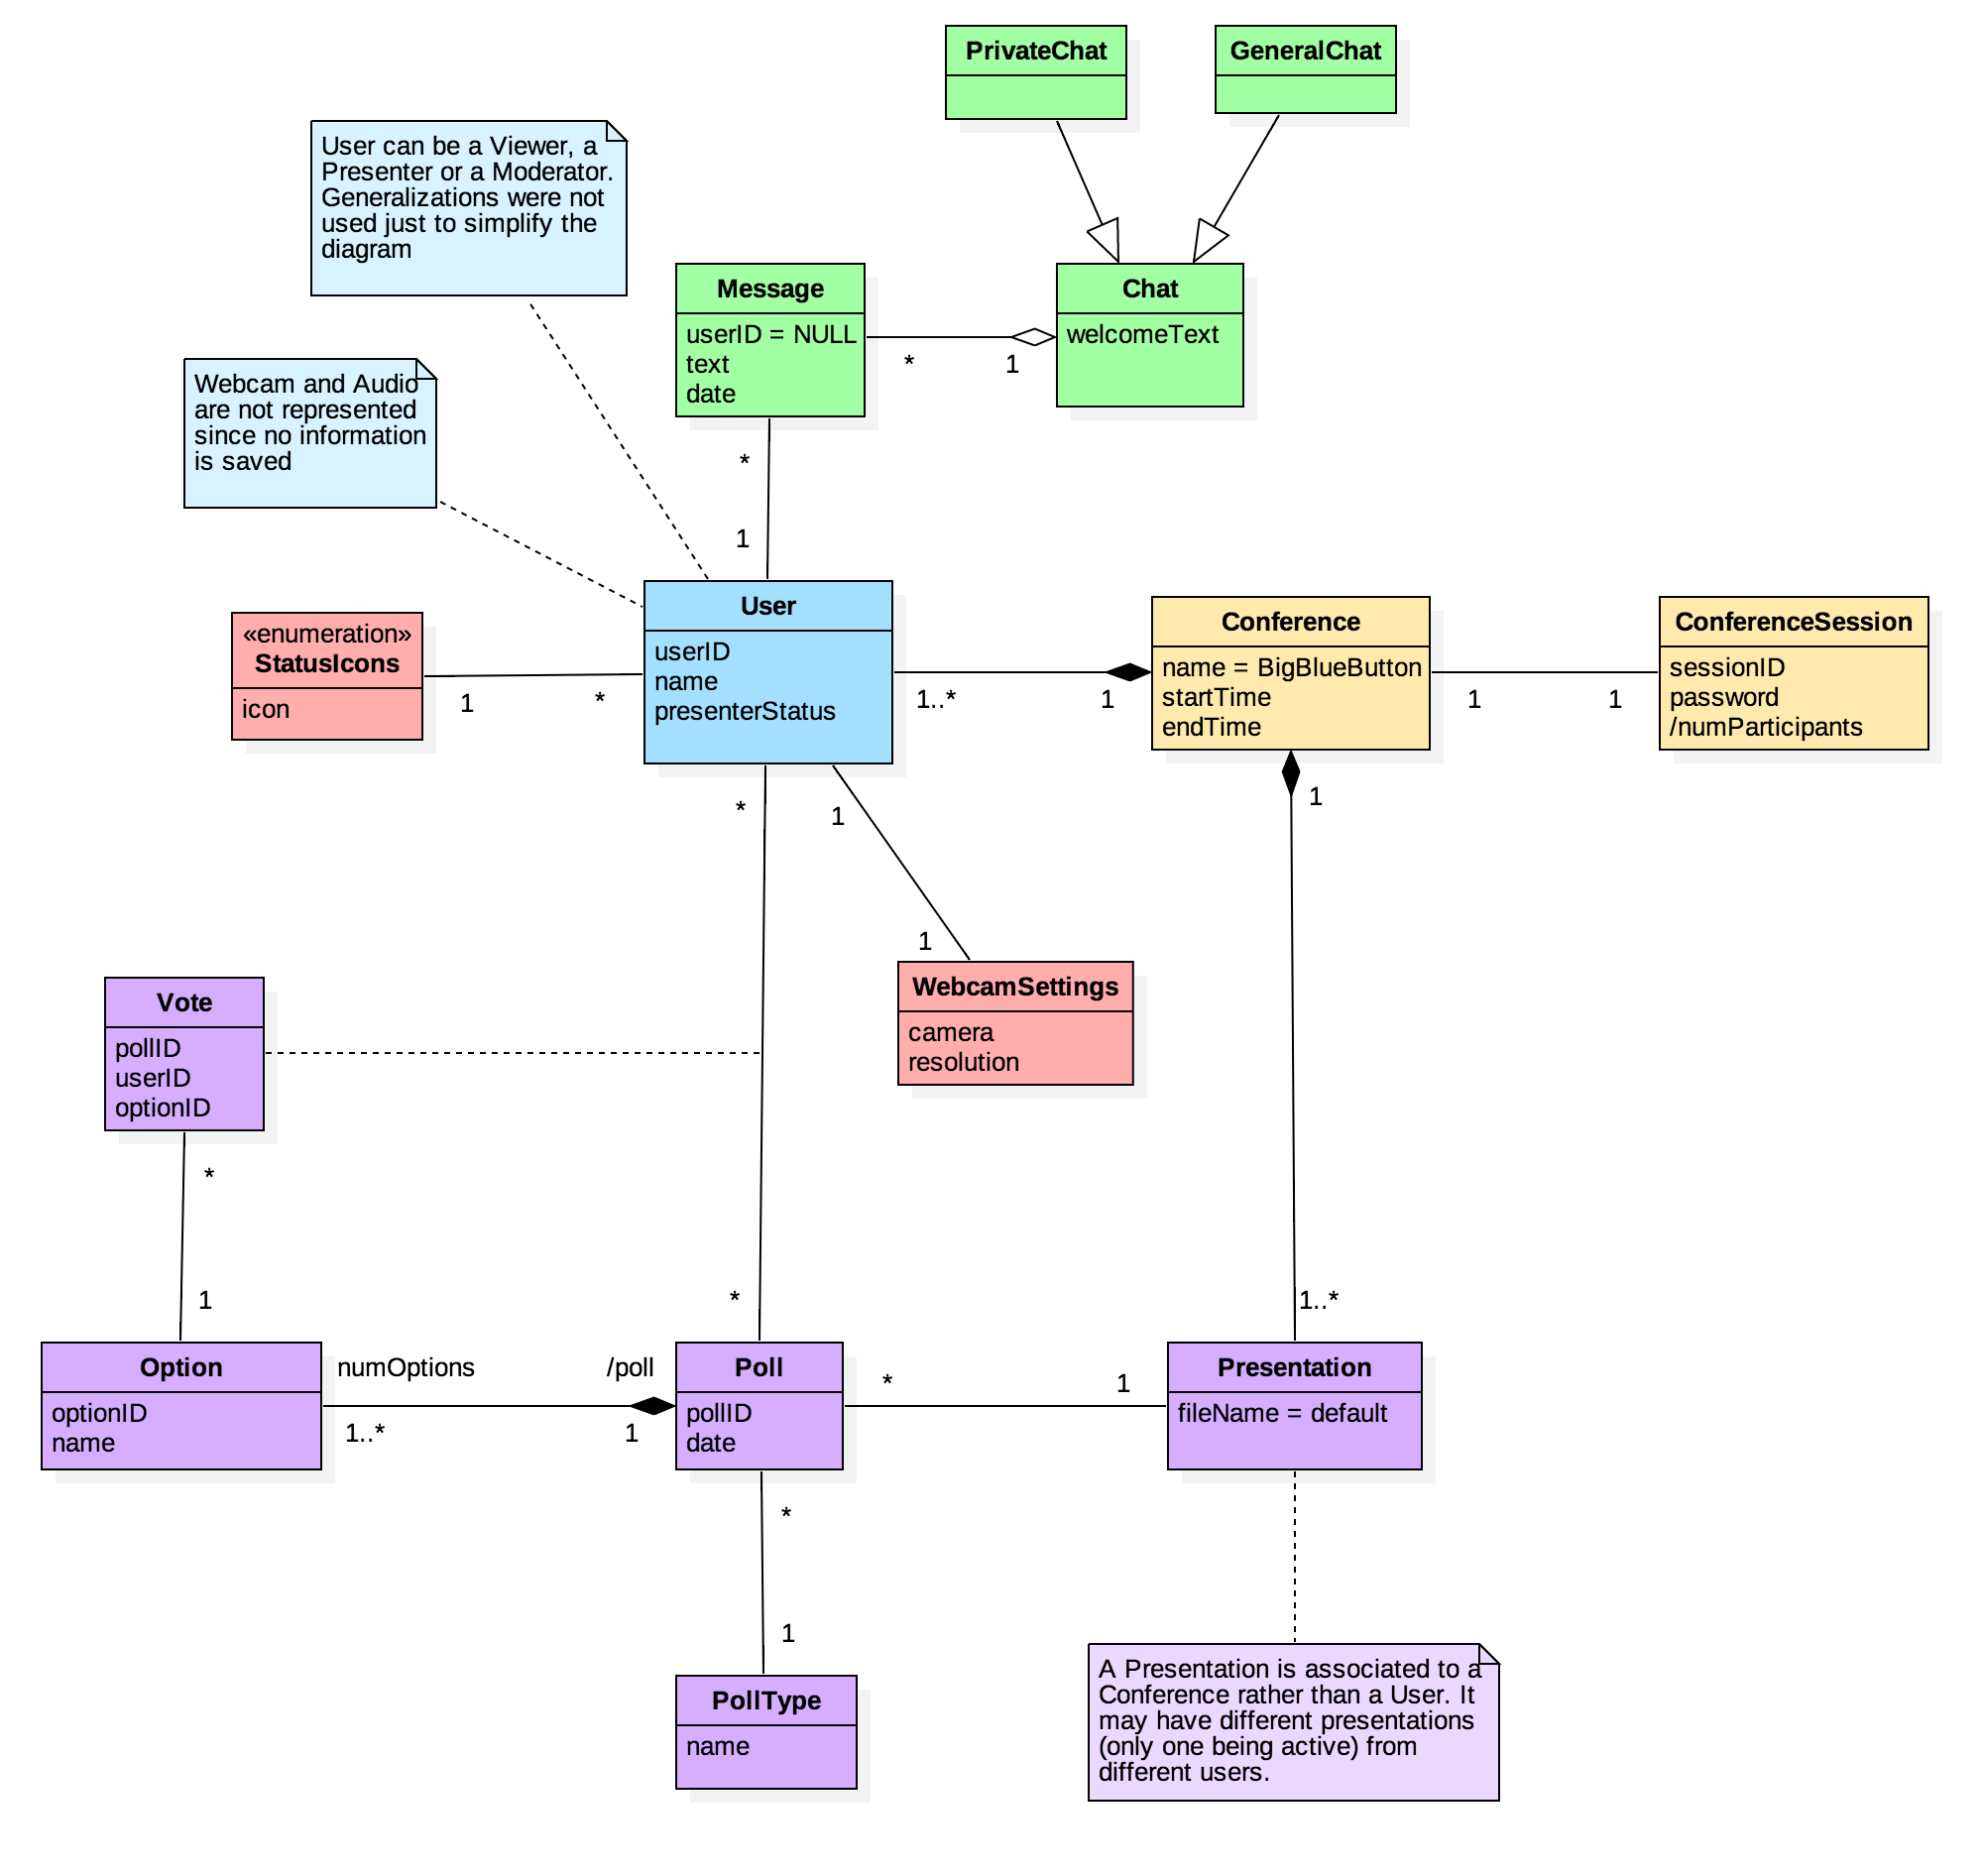 PrivateChat
GeneralChat
User can be a Viewer, a
Presenter or a Moderator.
Generalizations were not
used just to simplify the
diagram
Message
userID = NULL
text
date
*
1
Chat
welcomeText
Webcam and Audio
are not represented
since no information
is saved
*
1
«enumeration»
StatusIcons
icon
1
*
User
userID
name
presenterStatus
1..*
1
Conference
name = BigBlueButton
startTime
endTime
1
1
ConferenceSession
sessionID
password
/numParticipants
*
1
1
1
WebcamSettings
camera
resolution
Vote
pollID
userID
optionID
*
1
*
1..*
Option
optionID
name
numOptions
/poll
1..*
1
Poll
pollID
date
*
1
Presentation
fileName = default
*
1
PollType
name
A Presentation is associated to a
Conference rather than a User. It
may have different presentations
(only one being active) from
different users.